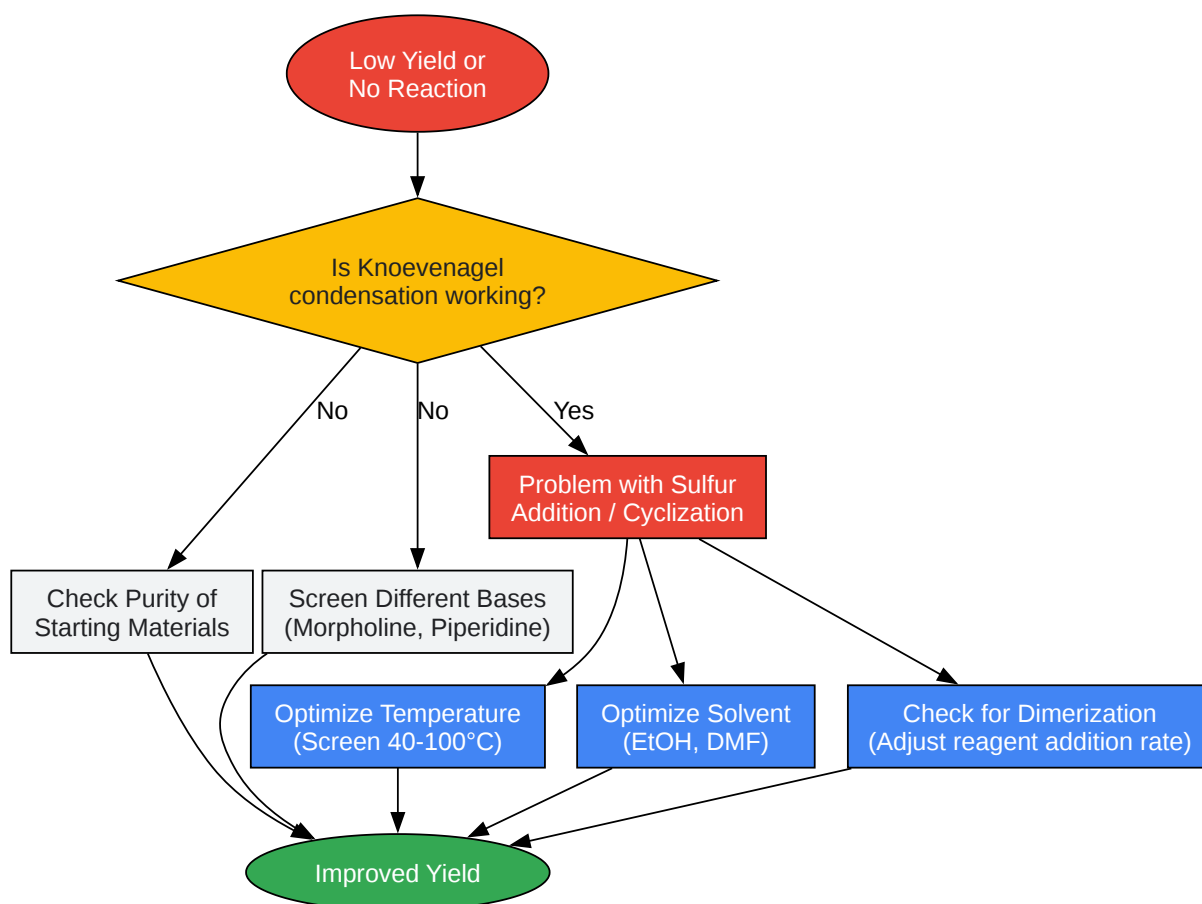 Low Yield or
No Reaction
Is Knoevenagel
condensation working?
No
No
Yes
Problem with Sulfur
Addition / Cyclization
Check Purity of
Starting Materials
Screen Different Bases
(Morpholine, Piperidine)
Optimize Temperature
(Screen 40-100°C)
Optimize Solvent
(EtOH, DMF)
Check for Dimerization
(Adjust reagent addition rate)
Improved Yield